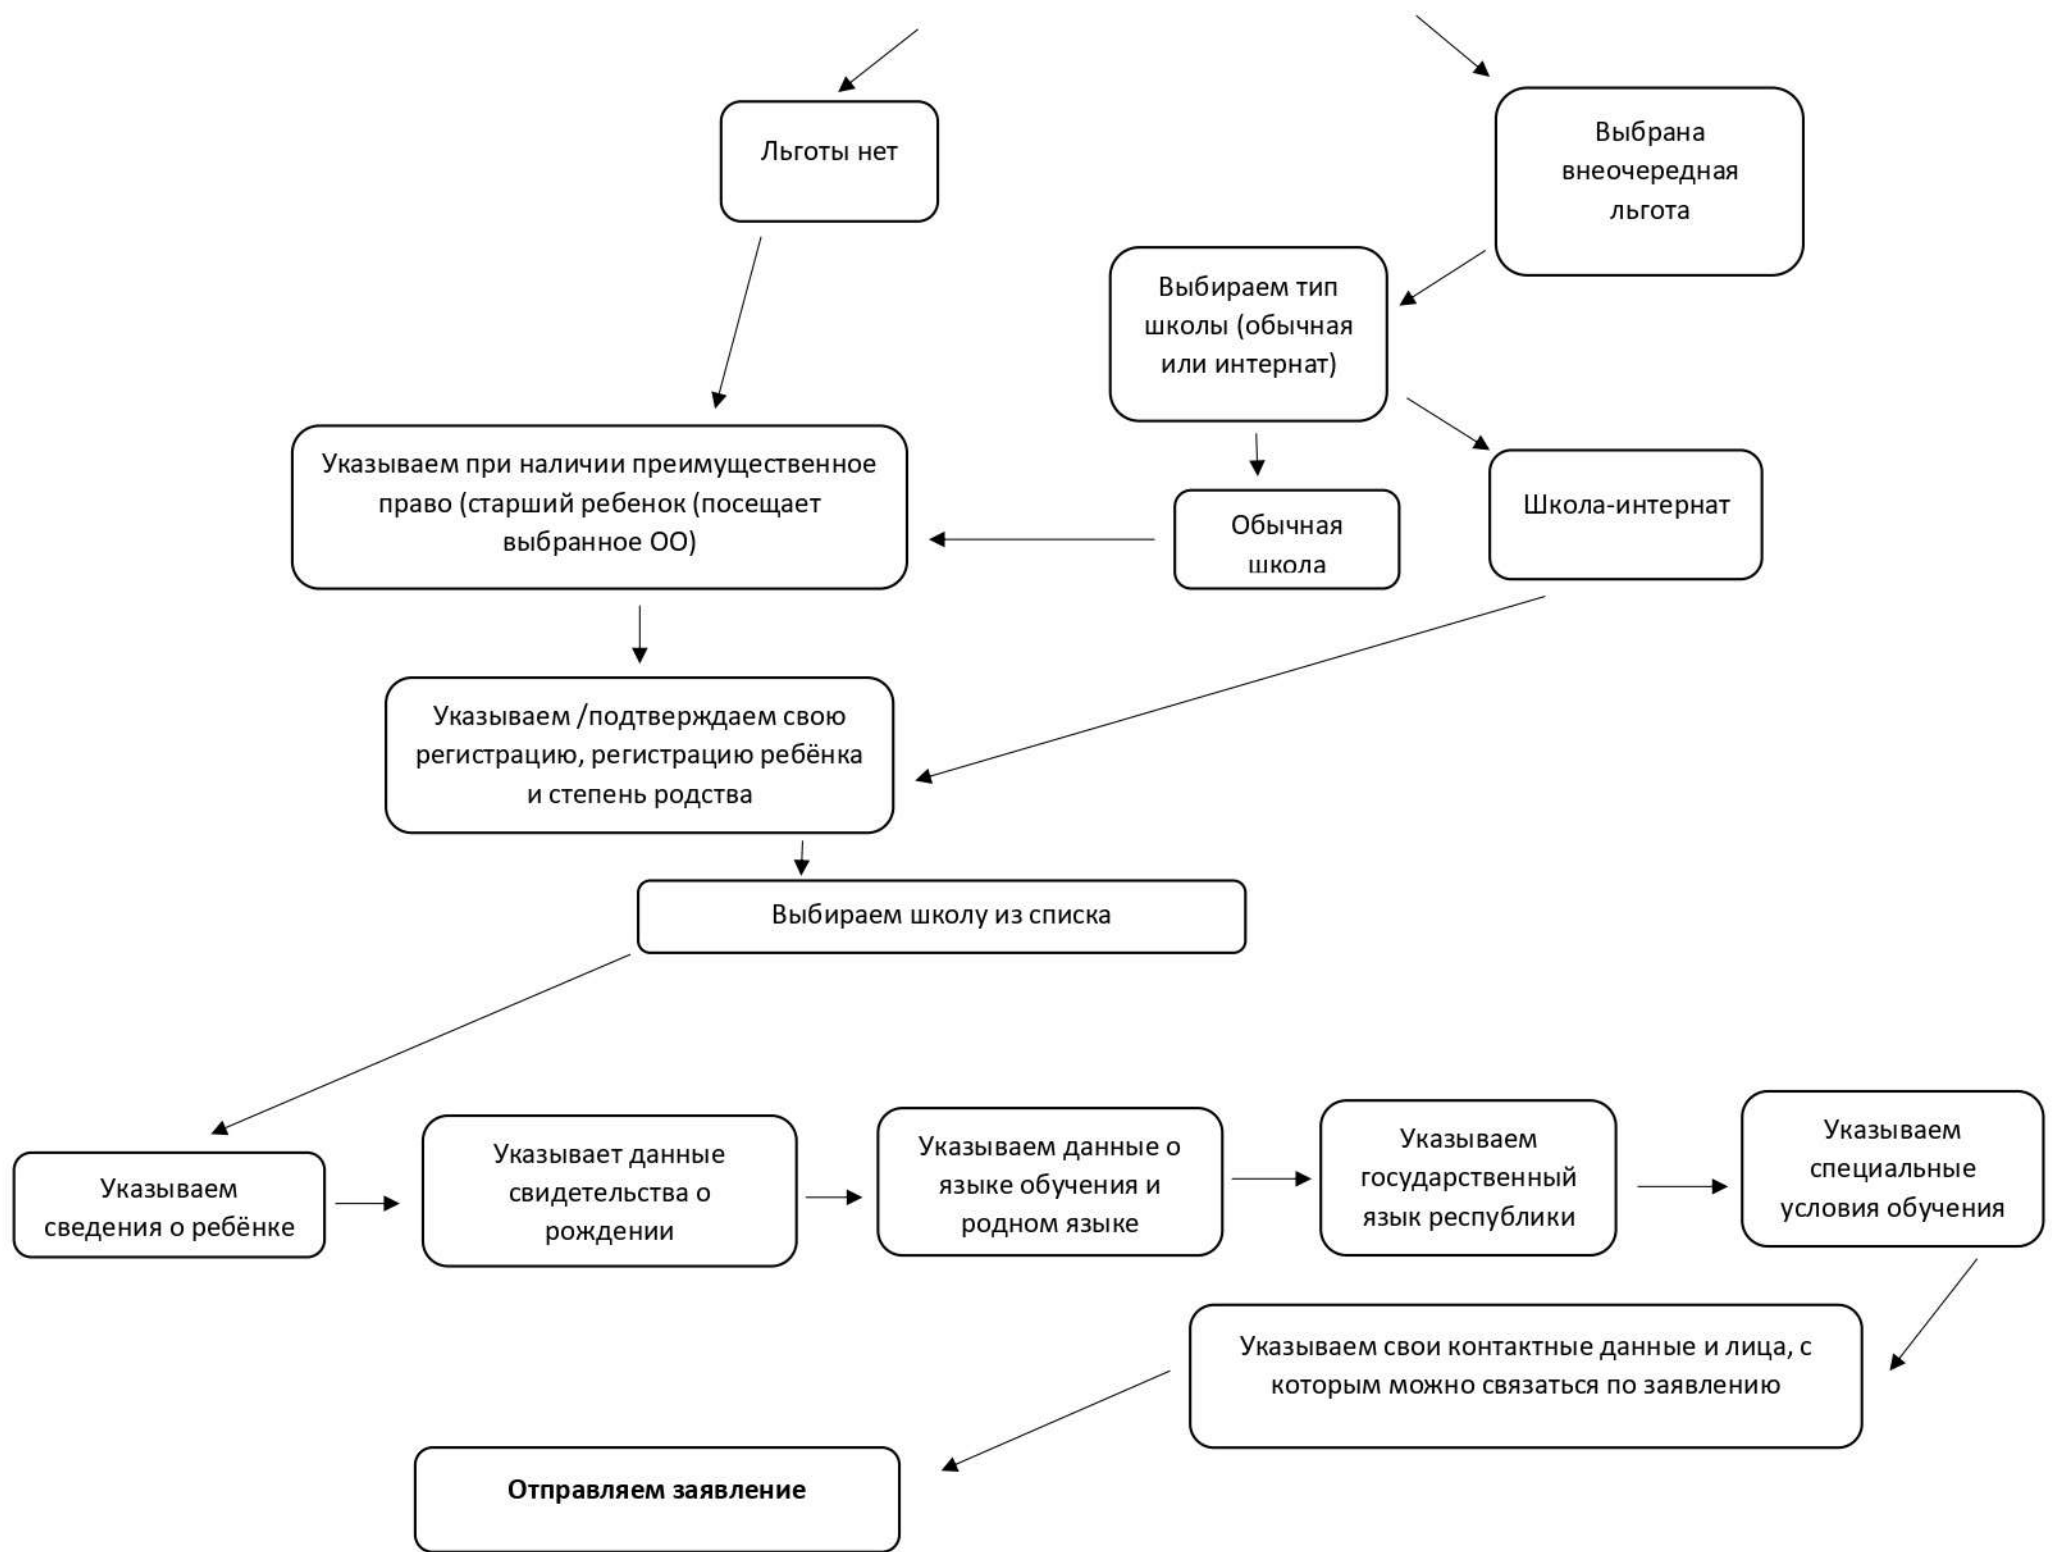 Льготы нет
Выбрана
внеочередная
льгота
Выбираем тип
школы (обычная
или интернат)
Указываем при наличии преимущественное
право (старший ребенок (посещает
выбранное ОО)
Обычная
школа
Школа-интернат
Указываем /подтверждаем свою
регистрацию, регистрацию ребёнка
и степень родства
Выбираем школу из списка
Указываем
сведения о ребёнке
Указывает данные
свидетельства о
рождении
Указываем данные о
языке обучения и
родном языке
Указываем
государственный
язык республики
Указываем
специальные
условия обучения
Указываем свои контактные данные и лица, с
которым можно связаться по заявлению
Отправляем заявление